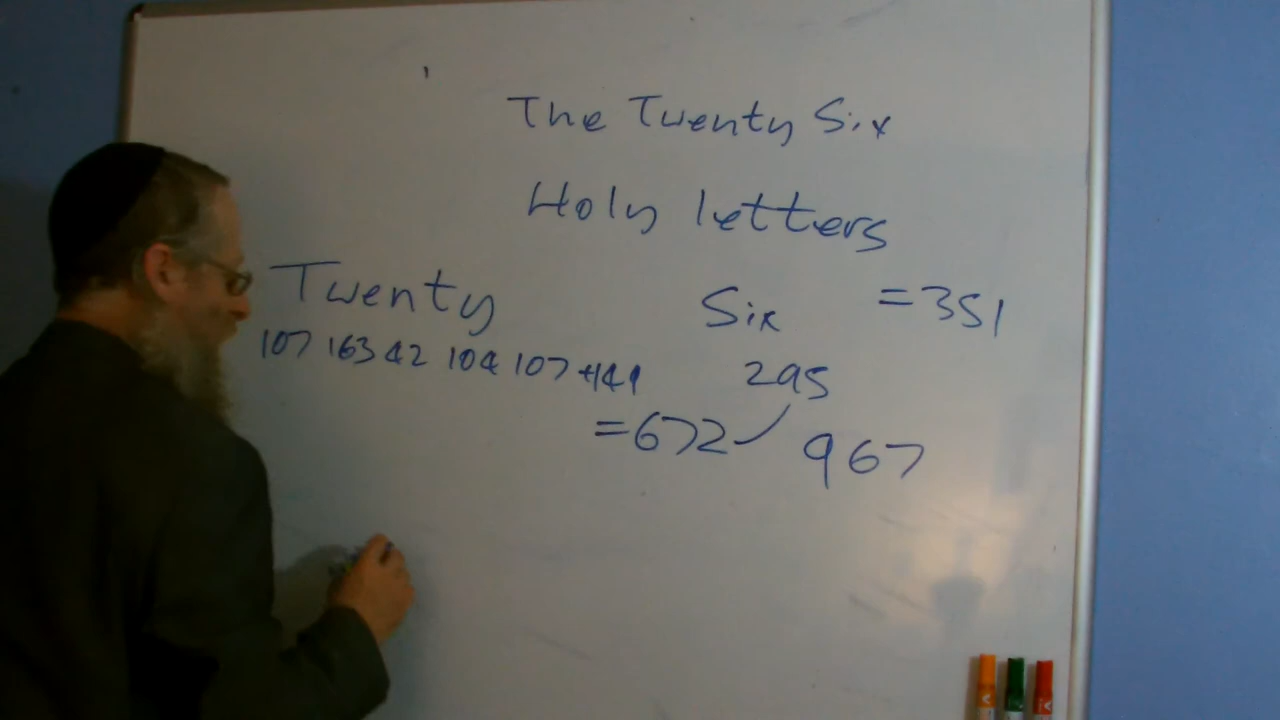 The Twenty Six
Holy letters
Twenty Six = 351
107 163 42 104 107 +149 295
= 672 967